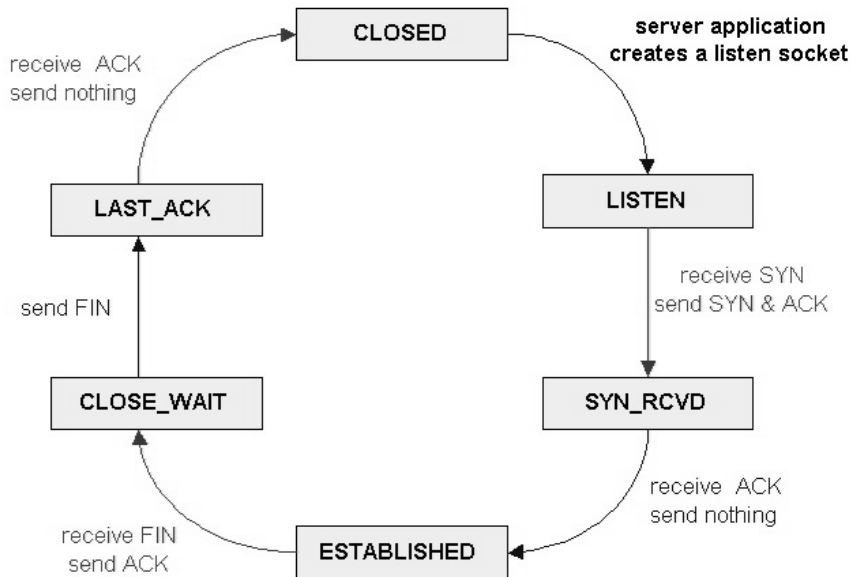 CLOSED
server application
creates a listen socket
receive ACK
send nothing
LAST_ACK
LISTEN
receive SYN
send SYN & ACK
send FIN
CLOSE_WAIT
SYN_RCVD
receive ACK
send nothing
receive FIN
send ACK
ESTABLISHED